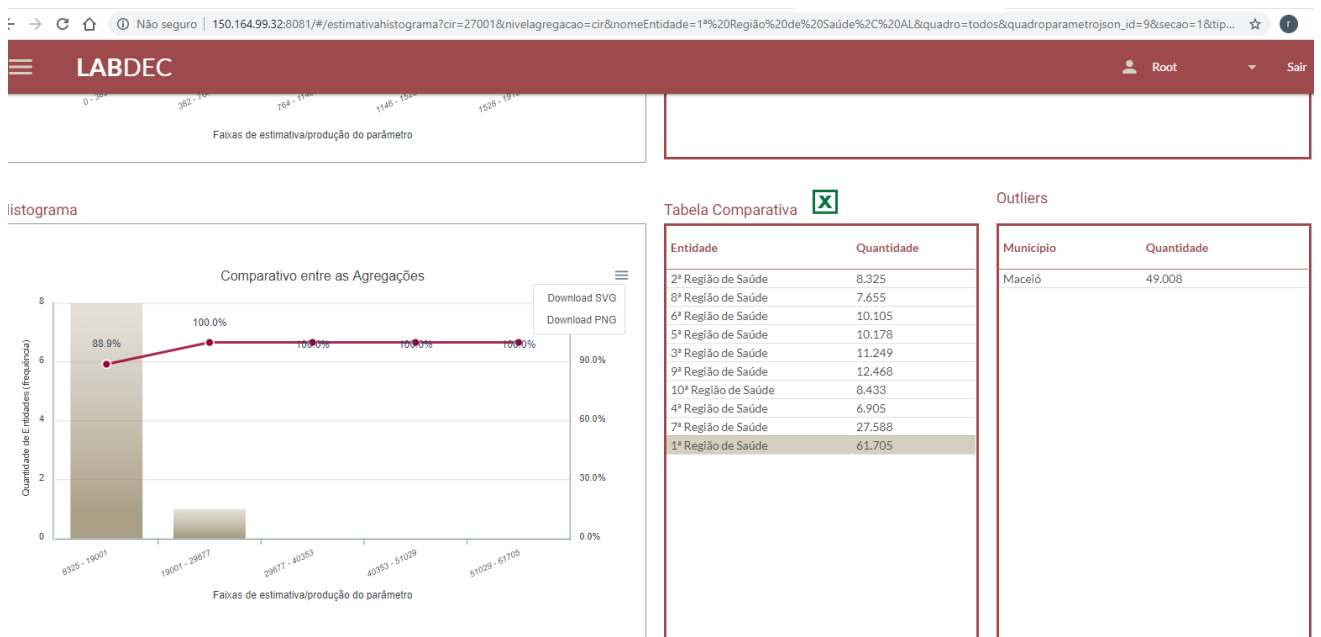 Não seguro | 150.164.99.32:8081/#/estimativahistograma?cir=27001&nivelagregacao=cir&nomeEntidade=1ª%20Região%20de%20Saúde%2C%20AL&quadro=todos&quadroparametrojson_id=9&secao=1&tip...
r
LABDEC
Root
Sair
764 - 1146
1528 - 1910
Faixas de estimativa/produção do parâmetro
istograma
Tabela Comparativa
X
Outliers
Comparativo entre as Agregações
Download SVG
Download PNG
Quantidade de Entidades (frequência)
8
6
4
2
0
88.9%
100.0%
100.0%
100.0%
100.0%
90.0%
60.0%
30.0%
0.0%
8325 - 19001
19001 - 29677
29677 - 40353
40353 - 51029
51029 - 61705
Faixas de estimativa/produção do parâmetro
Entidade Quantidade
2ª Região de Saúde 8.325
8ª Região de Saúde 7.655
6ª Região de Saúde 10.105
5ª Região de Saúde 10.178
3ª Região de Saúde 11.249
9ª Região de Saúde 12.468
10ª Região de Saúde 8.433
4ª Região de Saúde 6.905
7ª Região de Saúde 27.588
1ª Região de Saúde 61.705
Município Quantidade
Maceió 49.008